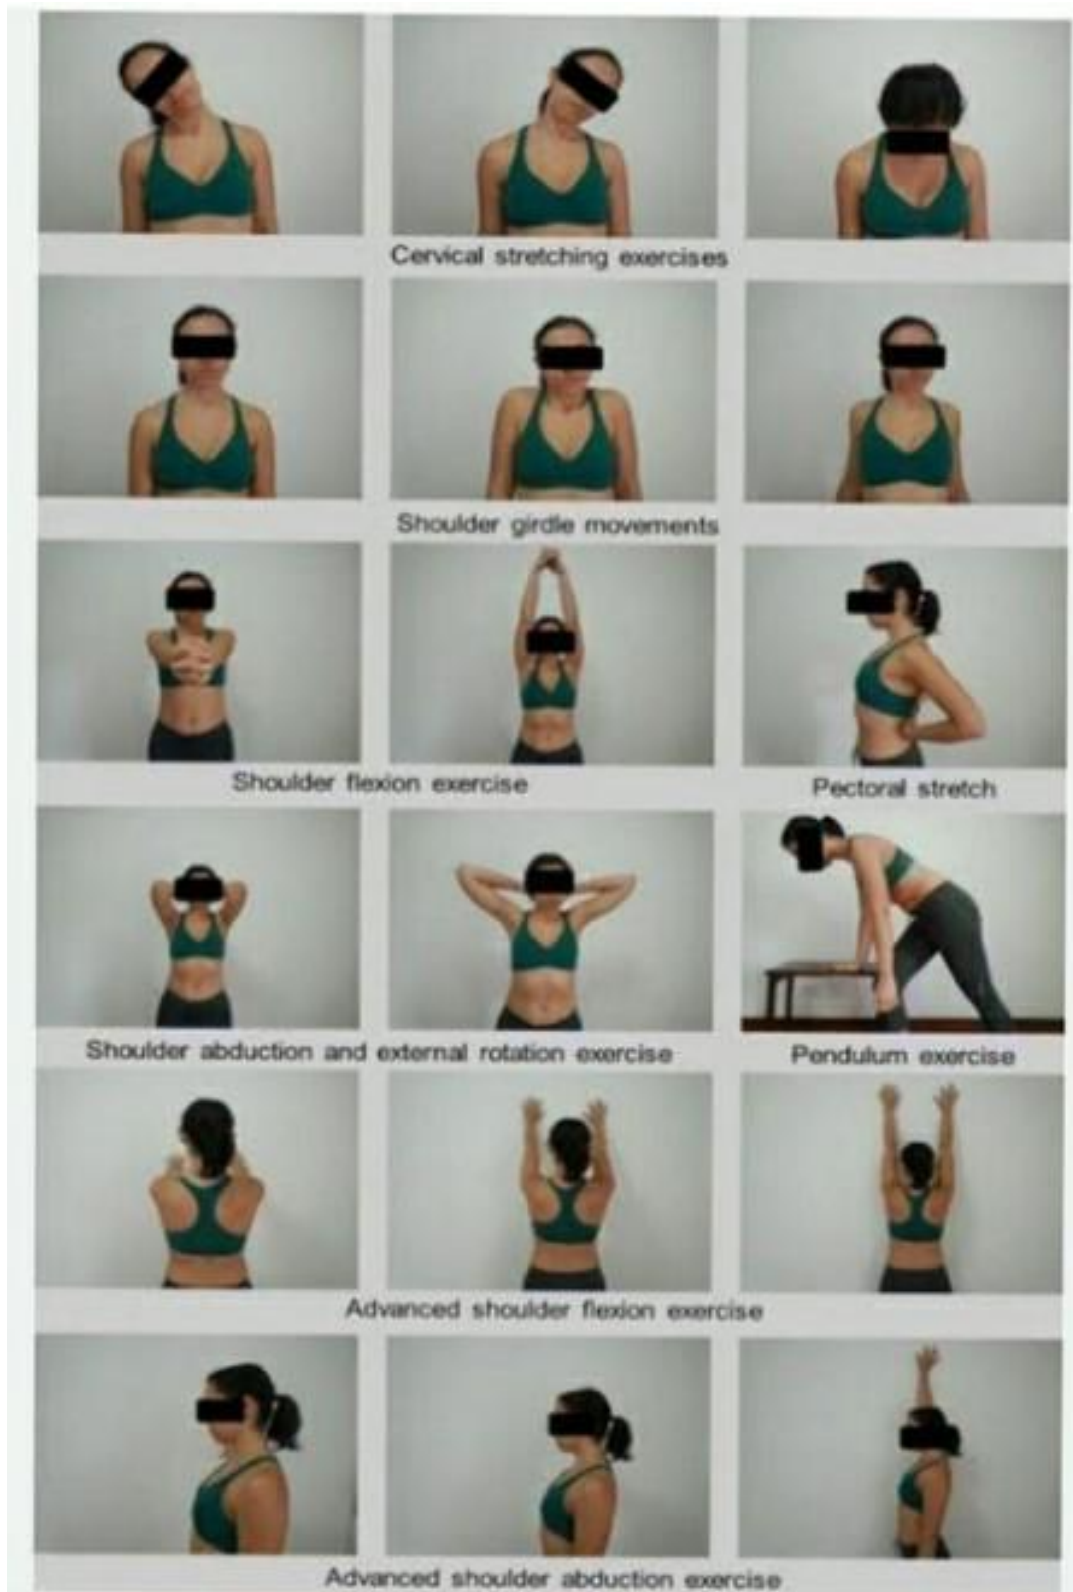 Cervical stretching exercises
Shoulder girdle movements
Shoulder flexion exercise
Pectoral stretch
Shoulder abduction and external rotation exercise
Pendulum exercise
Advanced shoulder flexion exercise
Advanced shoulder abduction exercise